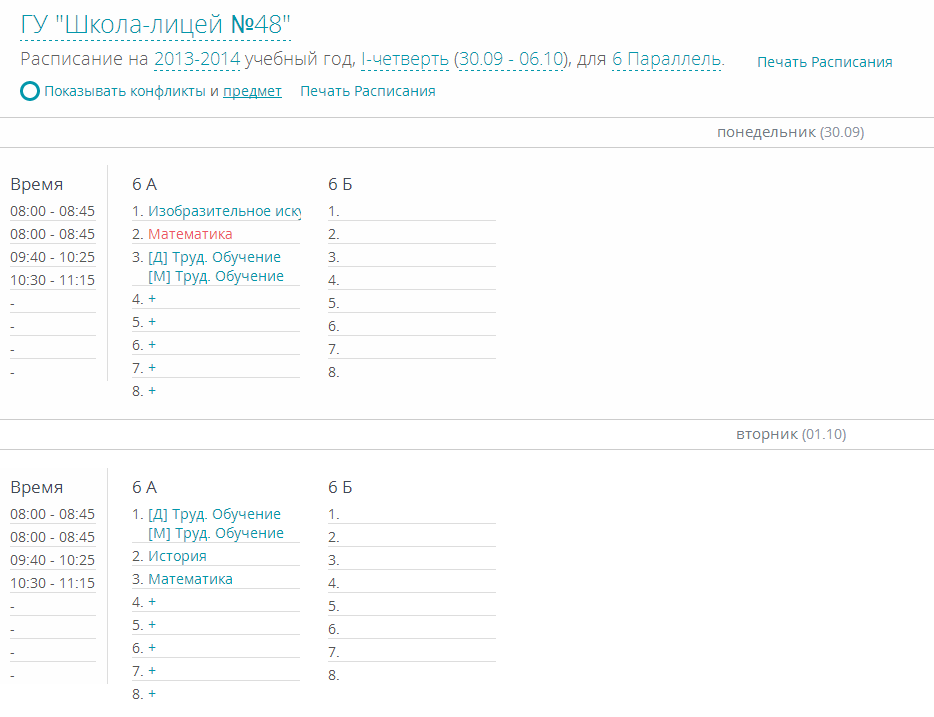 ГУ "Школа-лицей №48"
Расписание на 2013-2014 учебный год, I-четверть (30.09 - 06.10), для 6 Параллель.
Печать Расписания
Показывать конфликты и предмет Печать Расписания
понедельник (30.09)
Время 6 А 6 Б
08:00 - 08:45 1. Изобразительное иску 1.
08:00 - 08:45 2. Математика 2.
09:40 - 10:25 3. [Д] Труд. Обучение 3.
10:30 - 11:15 [М] Труд. Обучение 4.
- 4. + 5.
- 5. + 6.
- 6. + 7.
- 7. + 8.
8. +
вторник (01.10)
Время 6 А 6 Б
08:00 - 08:45 1. [Д] Труд. Обучение 1.
08:00 - 08:45 [М] Труд. Обучение 2.
09:40 - 10:25 2. История 3.
10:30 - 11:15 3. Математика 4.
- 4. + 5.
- 5. + 6.
- 6. + 7.
- 7. + 8.
8. +